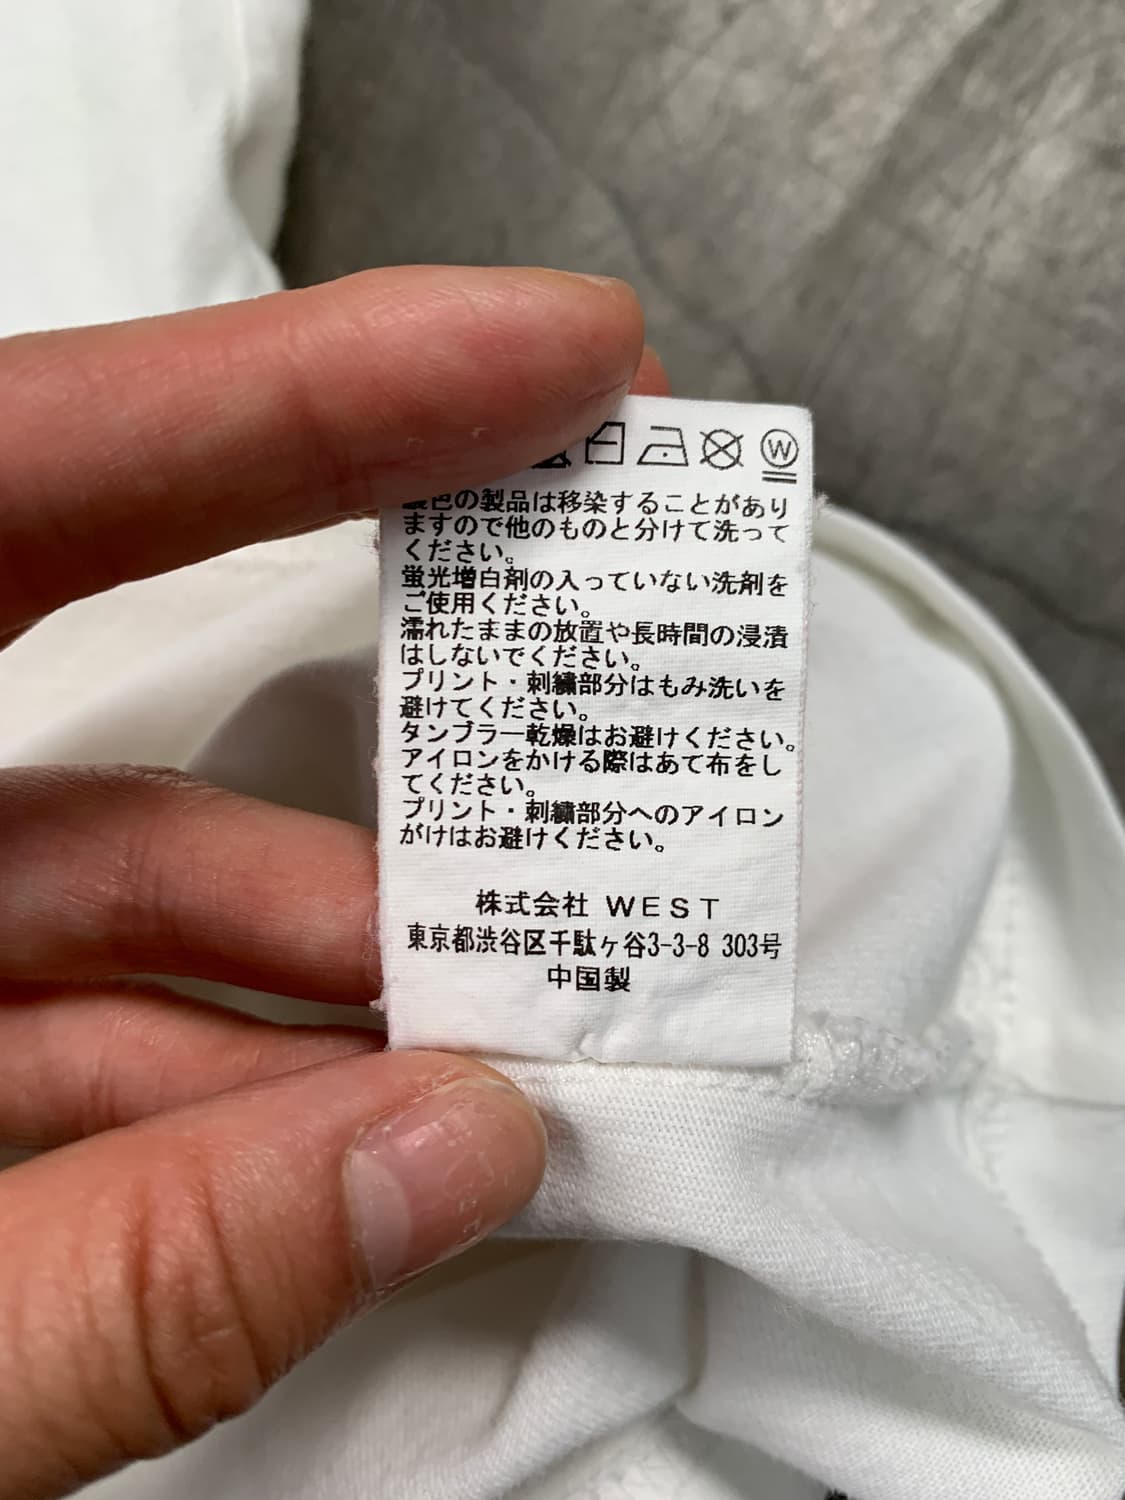 色の製品は移染することがあり
ますので他のものと分けて洗って
ください。
蛍光増白剤の入っていない洗剤を
ご使用ください。
濡れたままの放置や長時間の浸漬
はしないでください。
プリント・刺繍部分はもみ洗いを
避けてください。
タンブラー乾燥はお避けください。
アイロンをかける際はあて布をし
てください。
プリント・刺繍部分へのアイロン
がけはお避けください。
株式会社 WEST
東京都渋谷区千駄ヶ谷3-3-8 303号
中国製
W